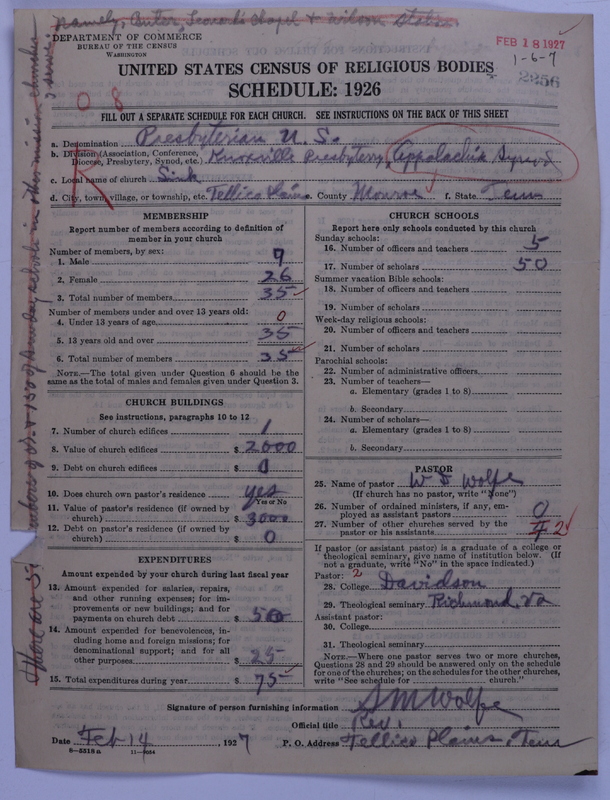 Namely, Outer, Chapel & Wilson
DEPARTMENT OF COMMERCE
BUREAU OF THE CENSUS
WASHINGTON
FEB 18 1927
1-6-7
2256
UNITED STATES CENSUS OF RELIGIOUS BODIES
SCHEDULE: 1926
08
FILL OUT A SEPARATE SCHEDULE FOR EACH CHURCH. SEE INSTRUCTIONS ON THE BACK OF THIS SHEET
a. Denomination Presbyterian U.S.
b. Division (Association, Conference, Diocese, Presbytery, Synod, etc.) Knoxville Presbytery, Appalachia Synod
c. Local name of church Sink
d. City, town, village, or township, etc. Tellico Plains e. County Monroe f. State Tenn
MEMBERSHIP
Report number of members according to definition of member in your church
Number of members, by sex:
1. Male 9
2. Female 26
3. Total number of members 35
Number of members under and over 13 years old:
4. Under 13 years of age 0
5. 13 years old and over 35
6. Total number of members 35
NOTE.—The total given under Question 6 should be the same as the total of males and females given under Question 3.
CHURCH BUILDINGS
See instructions, paragraphs 10 to 12
7. Number of church edifices 1
8. Value of church edifices $ 2000
9. Debt on church edifices $ 0
10. Does church own pastor's residence yes
Yes or No
11. Value of pastor's residence (if owned by church) $ 3000
12. Debt on pastor's residence (if owned by church) $ 0
EXPENDITURES
Amount expended by your church during last fiscal year
13. Amount expended for salaries, repairs, and other running expenses; for improvements or new buildings; and for payments on church debt $ 50
14. Amount expended for benevolences, including home and foreign missions; for denominational support; and for all other purposes $ 25
15. Total expenditures during year $ 75
CHURCH SCHOOLS
Report here only schools conducted by this church
Sunday schools:
16. Number of officers and teachers 5
17. Number of scholars 50
Summer vacation Bible schools:
18. Number of officers and teachers
19. Number of scholars
Week-day religious schools:
20. Number of officers and teachers
21. Number of scholars
Parochial schools:
22. Number of administrative officers
23. Number of teachers—
a. Elementary (grades 1 to 8)
b. Secondary
24. Number of scholars—
a. Elementary (grades 1 to 8)
b. Secondary
PASTOR
25. Name of pastor Wolfe
(If church has no pastor, write "None")
26. Number of ordained ministers, if any, employed as assistant pastors 0
27. Number of other churches served by the pastor or his assistants 2
If pastor (or assistant pastor) is a graduate of a college or theological seminary, give name of institution below. (If not a graduate, write "No" in the space indicated.)
Pastor: 2
28. College Davidson
29. Theological seminary Richmond, Va
Assistant pastor:
30. College
31. Theological seminary
NOTE.—Where one pastor serves two or more churches, Questions 28 and 29 should be answered only on the schedule for one of the churches; on the schedules for the other churches, write "See schedule for church."
Signature of person furnishing information S M Wolfe
Official title Rev.
Date Feb 14, 1927 P. O. Address Tellico Plains, Tenn
8-5518 a 11-9054